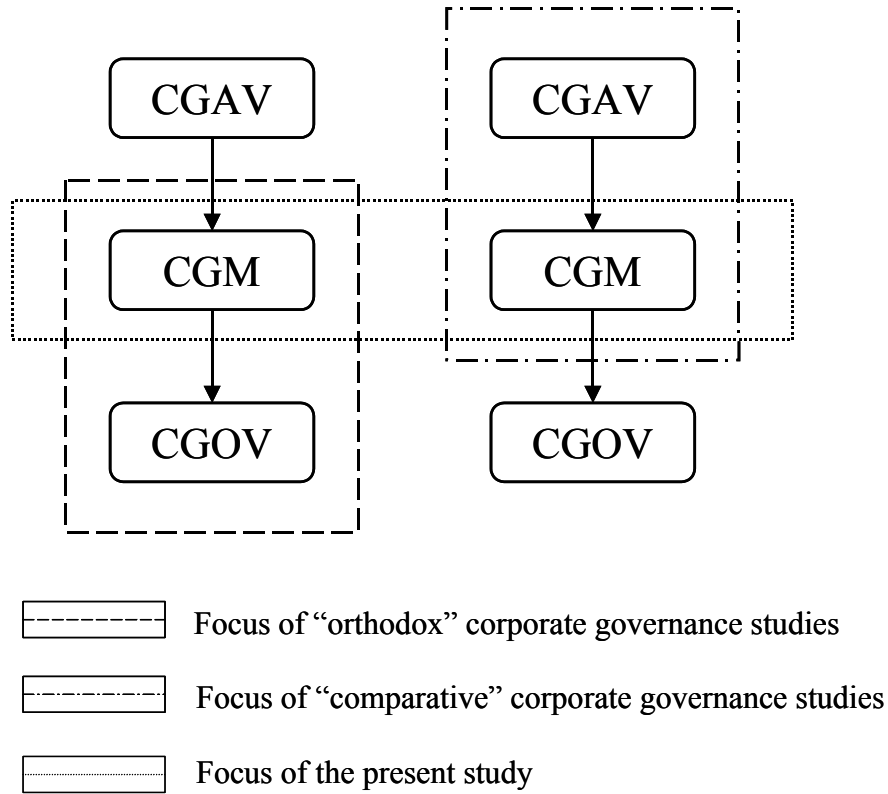 CGAV CGAV
CGM CGM
CGOV CGOV
Focus of “orthodox” corporate governance studies
Focus of “comparative” corporate governance studies
Focus of the present study